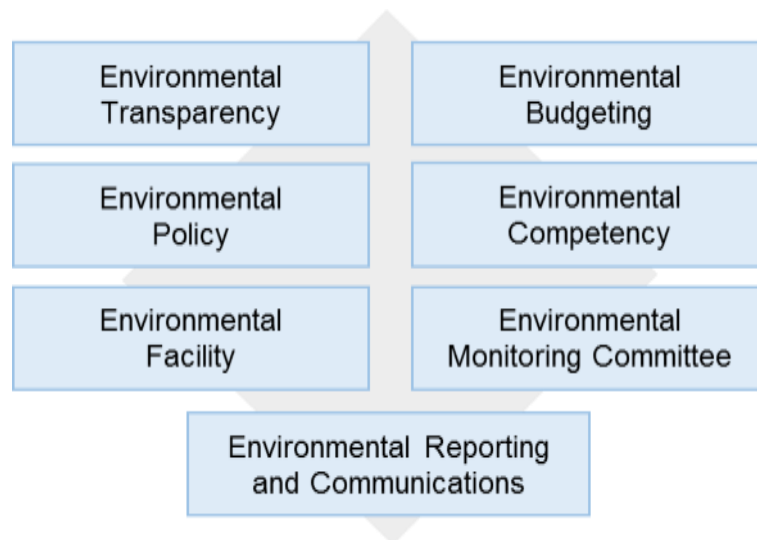 Environmental
Transparency
Environmental
Budgeting
Environmental
Policy
Environmental
Competency
Environmental
Facility
Environmental
Monitoring Committee
Environmental Reporting
and Communications